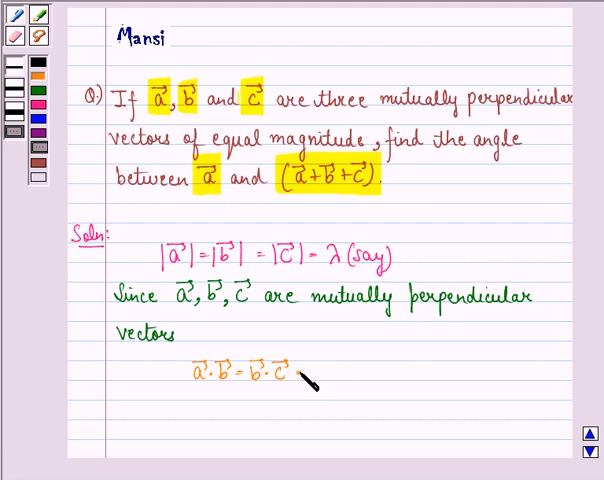 Mansi
Q:) If a⃗, b⃗ and c⃗ are three mutually perpendicular
vectors of equal magnitude, find the angle
between a⃗ and (a⃗+b⃗+c⃗).
Soln:
|a⃗|=|b⃗|=|c⃗|=λ (say)
Since a⃗, b⃗, c⃗ are mutually perpendicular
vectors
a⃗·b⃗=b⃗·c⃗